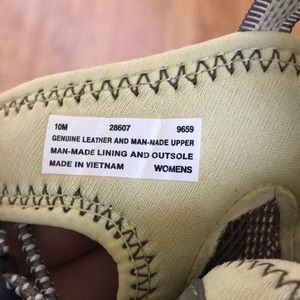 10M 28607 9659
GENUINE LEATHER AND MAN-MADE UPPER
MAN-MADE LINING AND OUTSOLE
MADE IN VIETNAM WOMENS